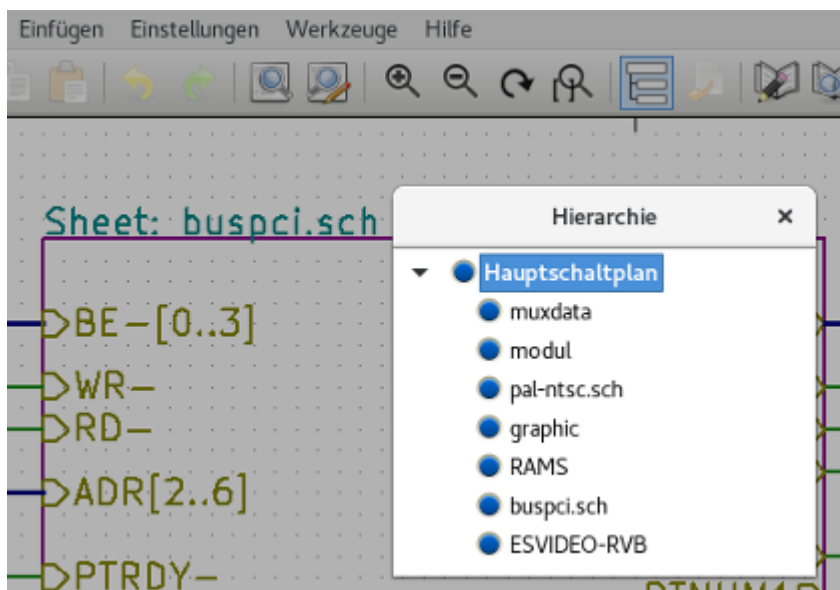 Einfügen Einstellungen Werkzeuge Hilfe
Sheet: buspci.sch
Hierarchie
Hauptschaltplan
muxdata
modul
pal-ntsc.sch
graphic
RAMS
buspci.sch
ESVIDEO-RVB
BE-[0..3]
WR-
RD-
ADR[2..6]
PTRDY-